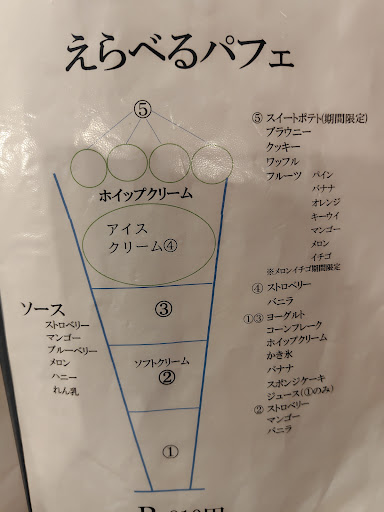 えらべるパフェ
⑤
ホイップクリーム
アイス
クリーム④
③
ソフトクリーム
②
①
ソース
ストロベリー
マンゴー
ブルーベリー
メロン
ハニー
れん乳
⑤ スイートポテト(期間限定)
ブラウニー
クッキー
ワッフル
フルーツ パイン
バナナ
オレンジ
キーウイ
マンゴー
メロン
イチゴ
※メロンイチゴ期間限定
④ ストロベリー
バニラ
①③ ヨーグルト
コーンフレーク
ホイップクリーム
かき氷
バナナ
スポンジケーキ
ジュース(①のみ)
② ストロベリー
マンゴー
バニラ